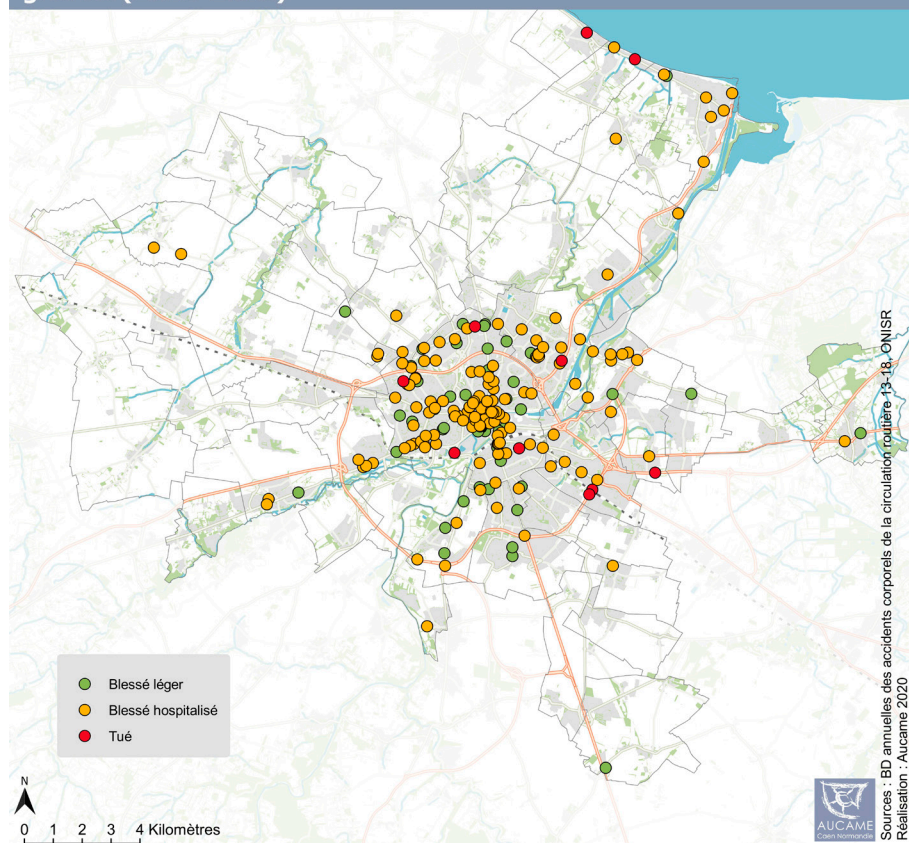 Blessé léger
Blessé hospitalisé
Tué
N
0 1 2 3 4 Kilomètres
AUCAME
Caen Normandie
Sources : BD annuelles des accidents corporels de la circulation routière 13-18, ONISR
Réalisation : Aucame 2020